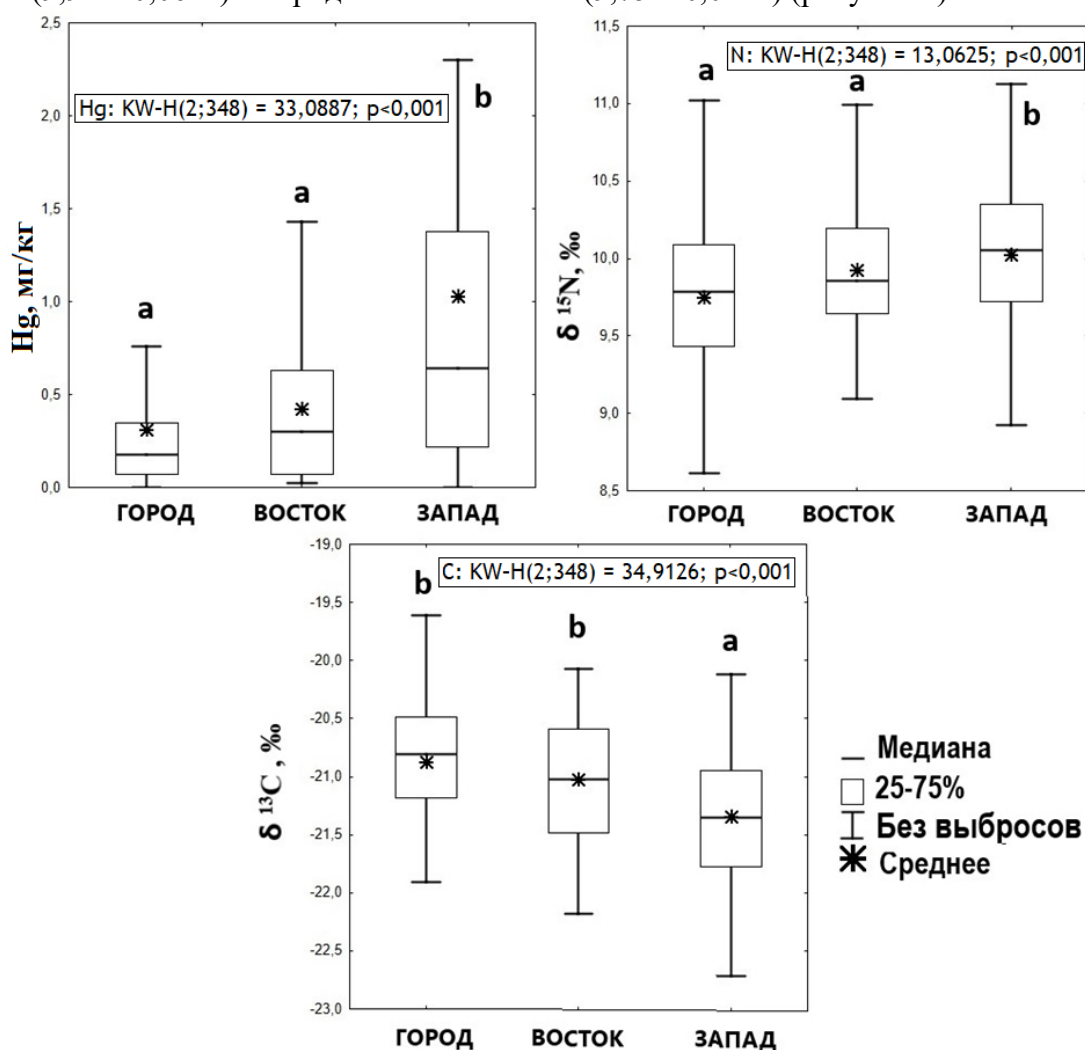 2,5
2,0
1,5
1,0
0,5
0,0
Hg, мг/кг
Hg: KW-H(2;348) = 33,0887; p<0,001
a
a
b
ГОРОД ВОСТОК ЗАПАД
11,5
11,0
10,5
10,0
9,5
9,0
8,5
δ 15N, ‰
N: KW-H(2;348) = 13,0625; p<0,001
a
a
b
ГОРОД ВОСТОК ЗАПАД
-19,0
-19,5
-20,0
-20,5
-21,0
-21,5
-22,0
-22,5
-23,0
δ 13C , ‰
C: KW-H(2;348) = 34,9126; p<0,001
b
b
a
ГОРОД ВОСТОК ЗАПАД
Медиана
25-75%
Без выбросов
Среднее